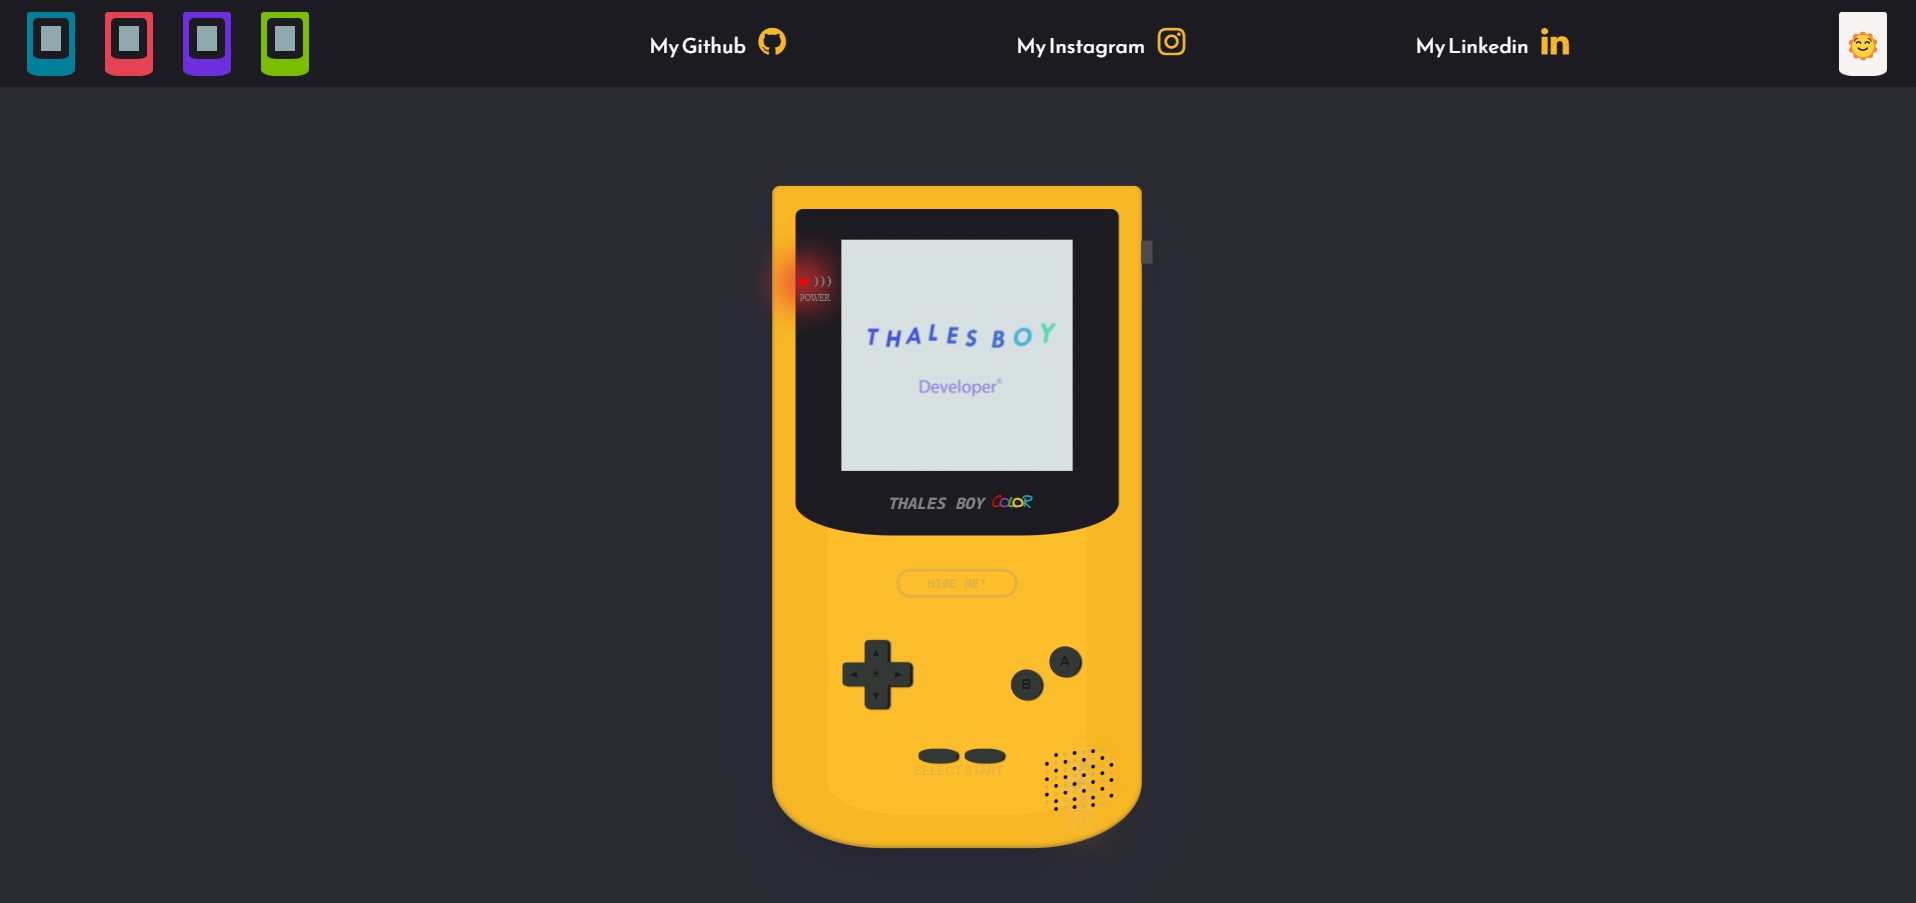 My Github
My Instagram
My Linkedin
POWER
THALES BOY
Developer®
THALES BOY COLOR
HIRE ME*
A
B
SELECT START